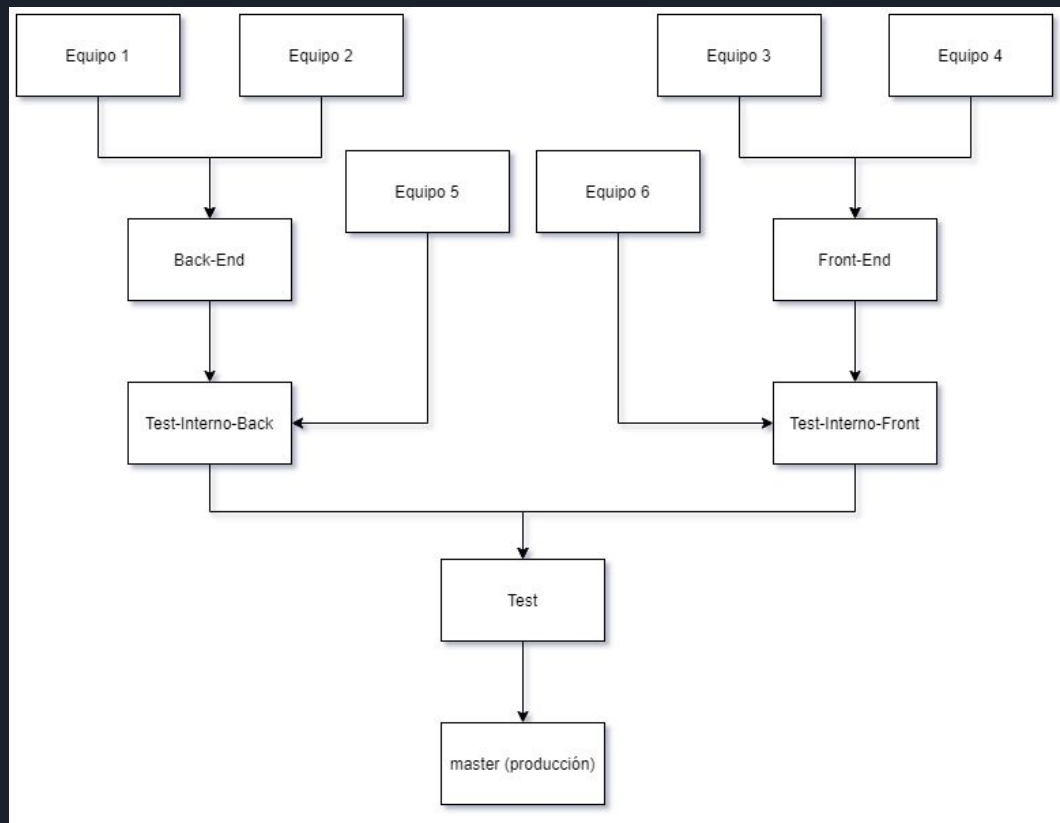 Equipo 1
Equipo 2
Equipo 3
Equipo 4
Equipo 5
Equipo 6
Back-End
Front-End
Test-Interno-Back
Test-Interno-Front
Test
master (producción)